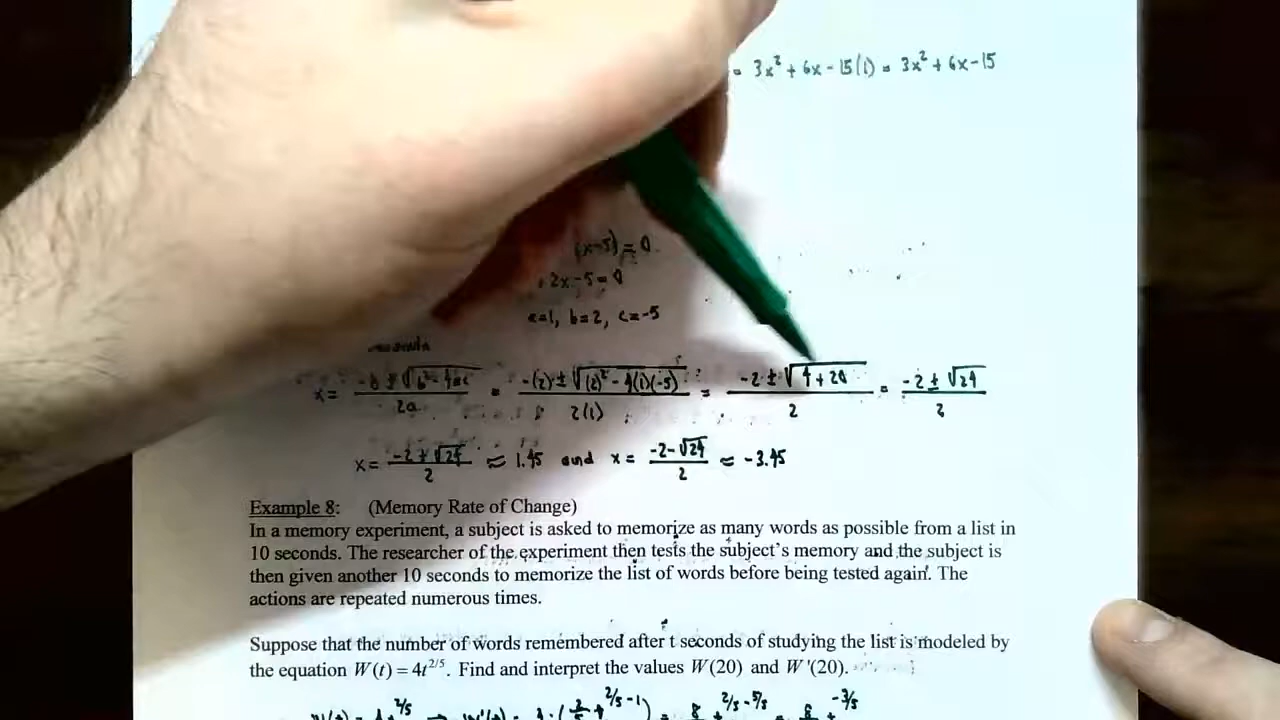 = 3x² + 6x - 15(1) = 3x² + 6x - 15
(x-5) = 0
+2x-5=0
a=1, b=2, c=-5
x = (-b ± √(b²-4ac))/2a = (-(2) ± √((2)²-4(1)(-5)))/2(1) = (-2 ± √(4+20))/2 = (-2 ± √24)/2
x = (-2+√24)/2 ≈ 1.45 and x = (-2-√24)/2 ≈ -3.45
Example 8: (Memory Rate of Change)
In a memory experiment, a subject is asked to memorize as many words as possible from a list in
10 seconds. The researcher of the experiment then tests the subject's memory and the subject is
then given another 10 seconds to memorize the list of words before being tested again. The
actions are repeated numerous times.
Suppose that the number of words remembered after t seconds of studying the list is modeled by
the equation W(t) = 4t^(2/5). Find and interpret the values W(20) and W'(20).